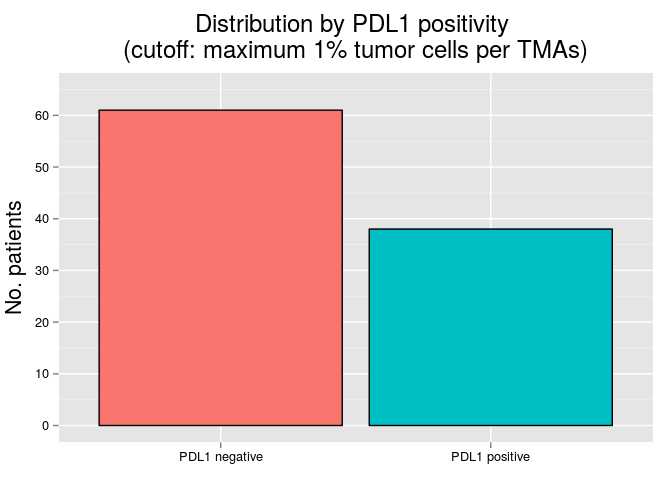 Distribution by PDL1 positivity
(cutoff: maximum 1% tumor cells per TMAs)
No. patients
60
50
40
30
20
10
0
PDL1 negative
PDL1 positive